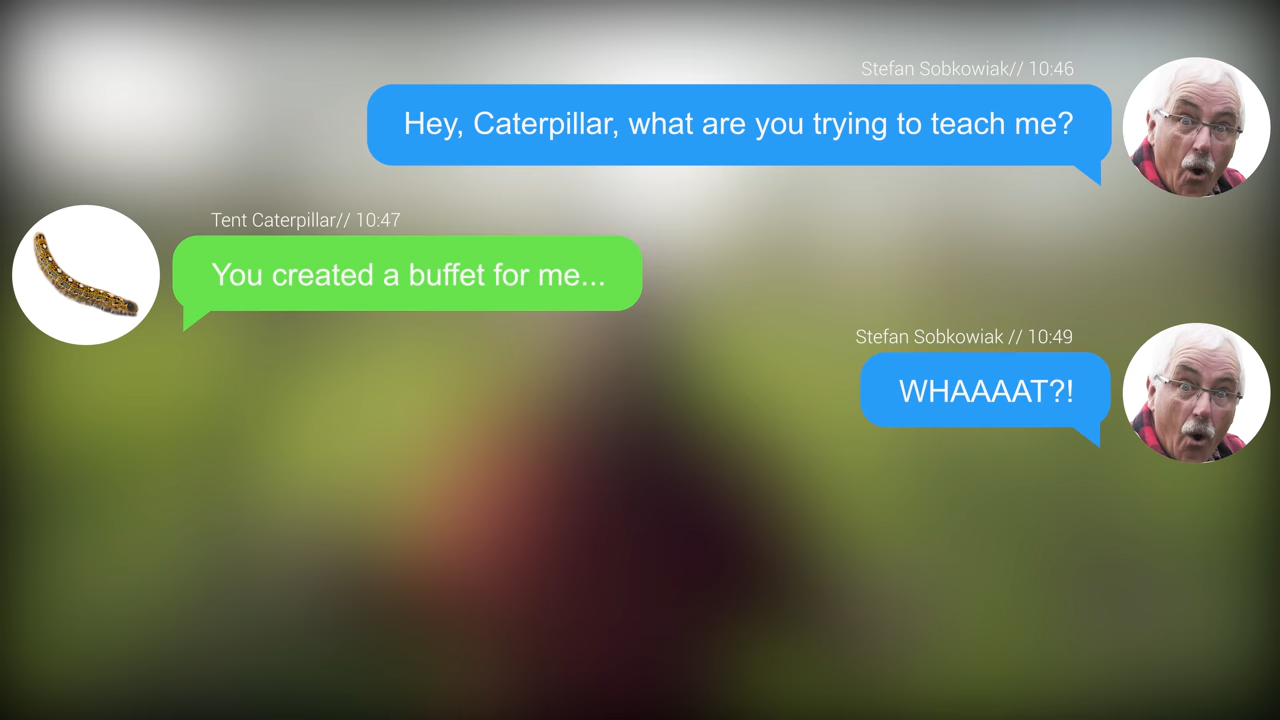 Stefan Sobkowiak// 10:46
Hey, Caterpillar, what are you trying to teach me?
Tent Caterpillar// 10:47
You created a buffet for me...
Stefan Sobkowiak // 10:49
WHAAAAT?!